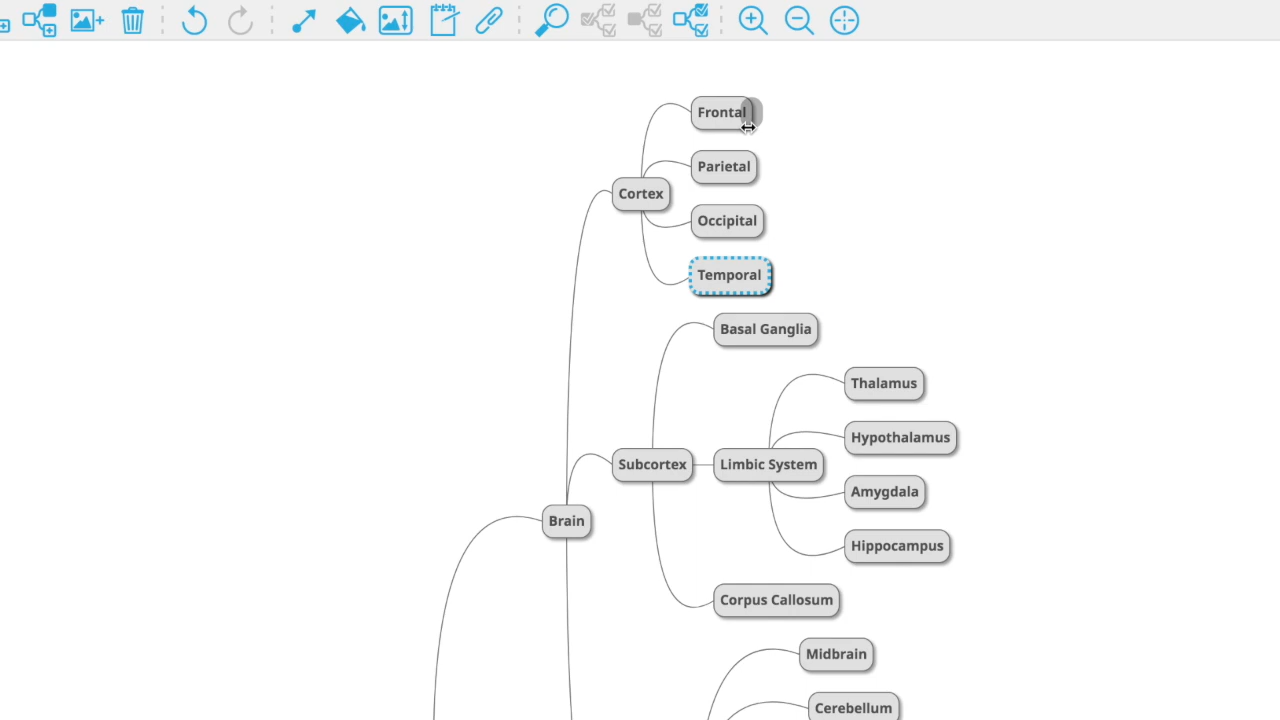 Frontal
Parietal
Cortex
Occipital
Temporal
Basal Ganglia
Thalamus
Hypothalamus
Subcortex
Limbic System
Amygdala
Brain
Hippocampus
Corpus Callosum
Midbrain
Cerebellum